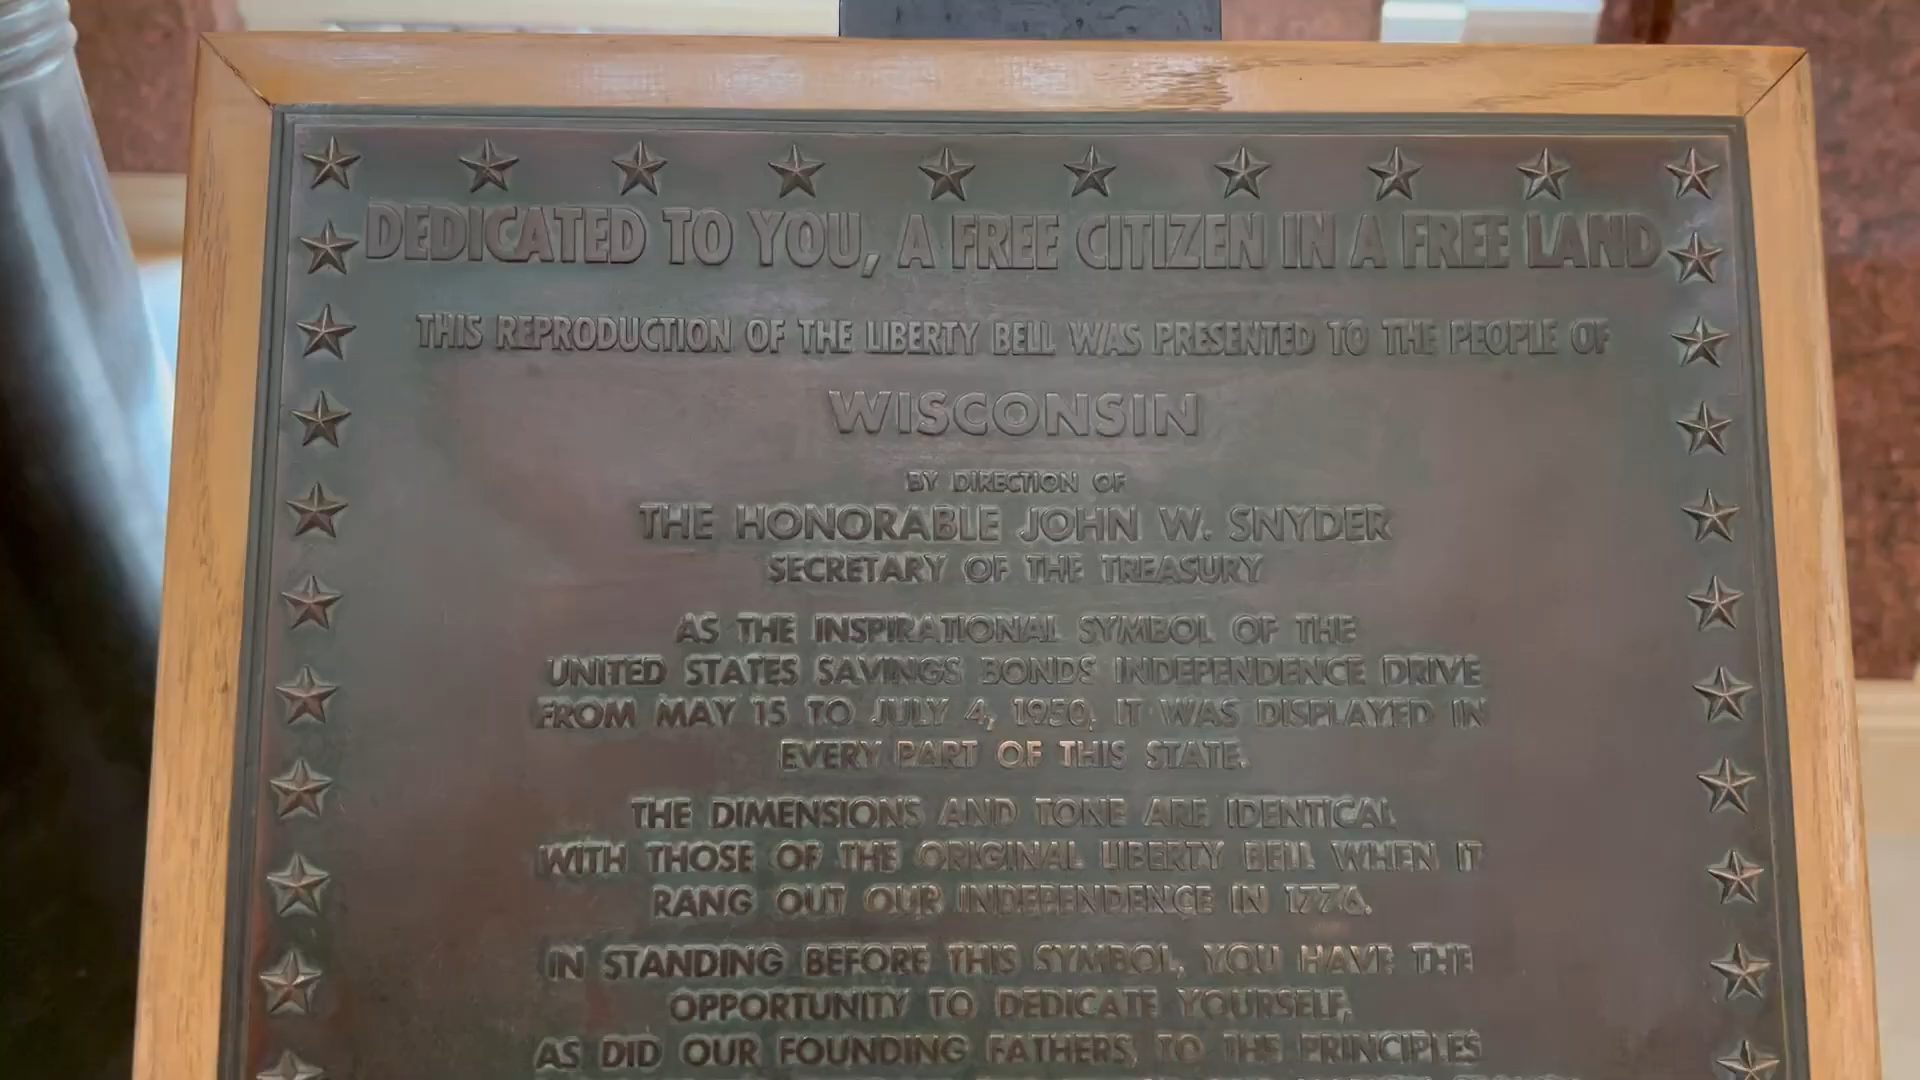 DEDICATED TO YOU, A FREE CITIZEN IN A FREE LAND
THIS REPRODUCTION OF THE LIBERTY BELL WAS PRESENTED TO THE PEOPLE OF
WISCONSIN
BY DIRECTION OF
THE HONORABLE JOHN W. SNYDER
SECRETARY OF THE TREASURY
AS THE INSPIRATIONAL SYMBOL OF THE
UNITED STATES SAVINGS BONDS INDEPENDENCE DRIVE
FROM MAY 15 TO JULY 4, 1950, IT WAS DISPLAYED IN
EVERY PART OF THIS STATE.
THE DIMENSIONS AND TONE ARE IDENTICAL
WITH THOSE OF THE ORIGINAL LIBERTY BELL WHEN IT
RANG OUT OUR INDEPENDENCE IN 1776.
IN STANDING BEFORE THIS SYMBOL, YOU HAVE THE
OPPORTUNITY TO DEDICATE YOURSELF,
AS DID OUR FOUNDING FATHERS, TO THE PRINCIPLES